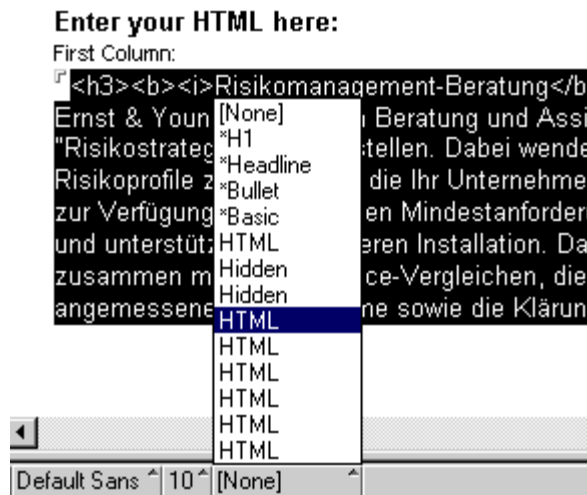 Enter your HTML here:
First Column:
<h3><b><i>Risikomanagement-Beratung</b
Ernst & Youn Beratung und Assi
"Risikostrateg tellen. Dabei wende
Risikoprofile z die Ihr Unternehme
zur Verfügung en Mindestanforder
und unterstütz eren Installation. Da
zusammen m ce-Vergleichen, die
angemessene me sowie die Klärun
[None]
*H1
*Headline
*Bullet
*Basic
HTML
Hidden
Hidden
HTML
HTML
HTML
HTML
HTML
HTML
Default Sans 10 [None]